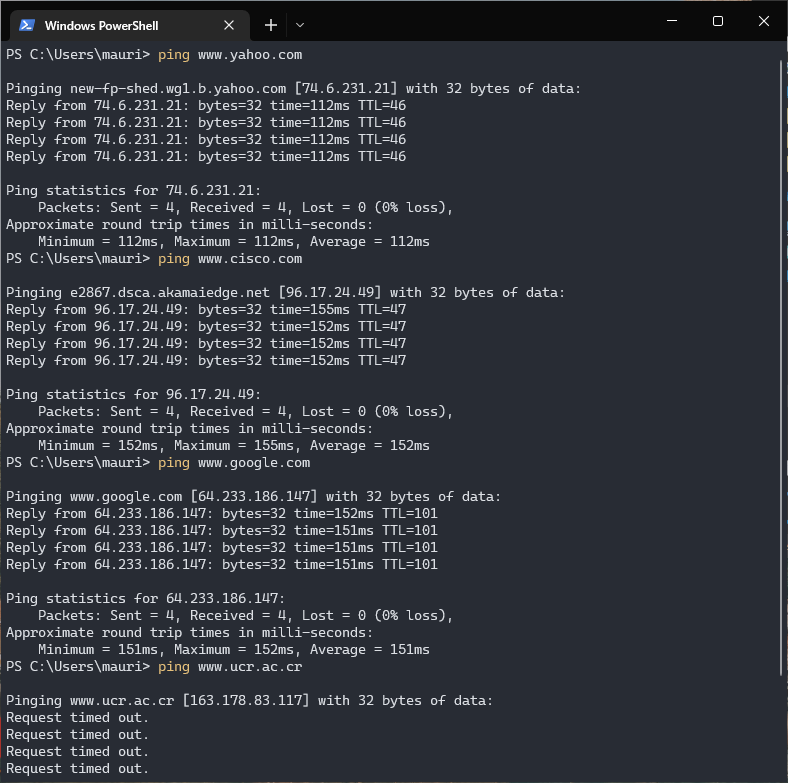 Windows PowerShell
PS C:\Users\mauri> ping www.yahoo.com
Pinging new-fp-shed.wg1.b.yahoo.com [74.6.231.21] with 32 bytes of data:
Reply from 74.6.231.21: bytes=32 time=112ms TTL=46
Reply from 74.6.231.21: bytes=32 time=112ms TTL=46
Reply from 74.6.231.21: bytes=32 time=112ms TTL=46
Reply from 74.6.231.21: bytes=32 time=112ms TTL=46
Ping statistics for 74.6.231.21:
    Packets: Sent = 4, Received = 4, Lost = 0 (0% loss),
Approximate round trip times in milli-seconds:
    Minimum = 112ms, Maximum = 112ms, Average = 112ms
PS C:\Users\mauri> ping www.cisco.com
Pinging e2867.dsca.akamaiedge.net [96.17.24.49] with 32 bytes of data:
Reply from 96.17.24.49: bytes=32 time=155ms TTL=47
Reply from 96.17.24.49: bytes=32 time=152ms TTL=47
Reply from 96.17.24.49: bytes=32 time=152ms TTL=47
Reply from 96.17.24.49: bytes=32 time=152ms TTL=47
Ping statistics for 96.17.24.49:
    Packets: Sent = 4, Received = 4, Lost = 0 (0% loss),
Approximate round trip times in milli-seconds:
    Minimum = 152ms, Maximum = 155ms, Average = 152ms
PS C:\Users\mauri> ping www.google.com
Pinging www.google.com [64.233.186.147] with 32 bytes of data:
Reply from 64.233.186.147: bytes=32 time=152ms TTL=101
Reply from 64.233.186.147: bytes=32 time=151ms TTL=101
Reply from 64.233.186.147: bytes=32 time=151ms TTL=101
Reply from 64.233.186.147: bytes=32 time=151ms TTL=101
Ping statistics for 64.233.186.147:
    Packets: Sent = 4, Received = 4, Lost = 0 (0% loss),
Approximate round trip times in milli-seconds:
    Minimum = 151ms, Maximum = 152ms, Average = 151ms
PS C:\Users\mauri> ping www.ucr.ac.cr
Pinging www.ucr.ac.cr [163.178.83.117] with 32 bytes of data:
Request timed out.
Request timed out.
Request timed out.
Request timed out.